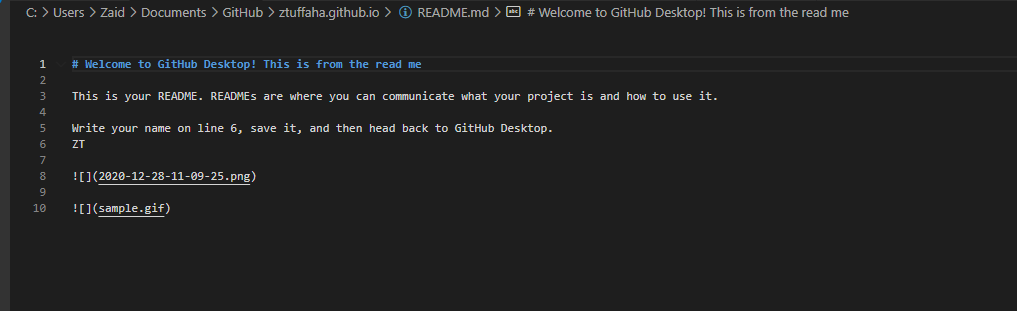 C: > Users > Zaid > Documents > GitHub > ztuffaha.github.io > README.md > # Welcome to GitHub Desktop! This is from the read me
1 # Welcome to GitHub Desktop! This is from the read me
2
3 This is your README. READMEs are where you can communicate what your project is and how to use it.
4
5 Write your name on line 6, save it, and then head back to GitHub Desktop.
6 ZT
7
8 ![](2020-12-28-11-09-25.png)
9
10 ![](sample.gif)